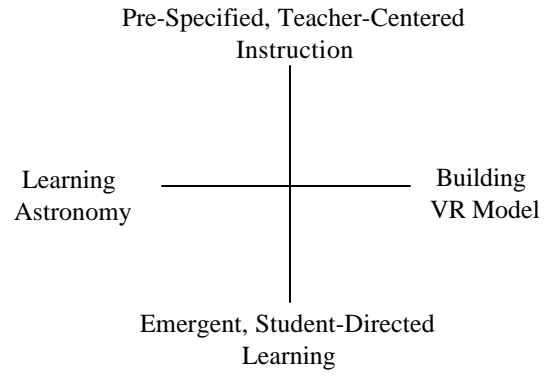 Pre-Specified, Teacher-Centered
Instruction
Learning
Astronomy
Building
VR Model
Emergent, Student-Directed
Learning